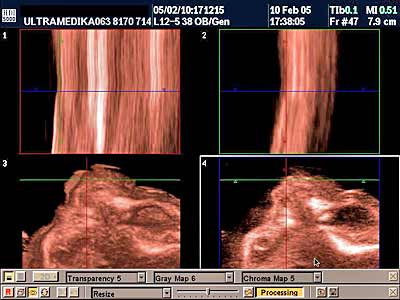 05/02/10:171215 10 Feb 05 TIb0.1 MI 0.51
ULTRAMEDIKA063 8170 714 L12-5 38 OB/Gen 17:38:05 Fr #47 7.9 cm
1 2
3 4
2D
Transparency 5 Gray Map 6 Chroma Map 5
R Resize Processing